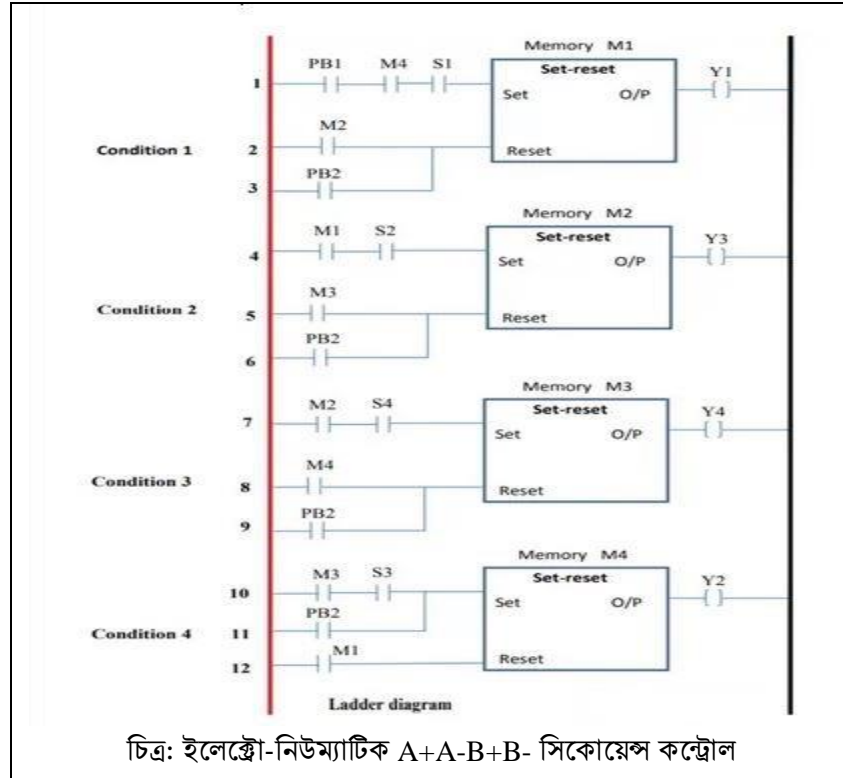 Memory M1
PB1 M4 S1 Set-reset Y1
1 Set O/P
M2
Condition 1 2 Reset
PB2
3
Memory M2
M1 S2 Set-reset Y3
4 Set O/P
M3
Condition 2 5 Reset
PB2
6
Memory M3
M2 S4 Set-reset Y4
7 Set O/P
M4
Condition 3 8 Reset
PB2
9
Memory M4
M3 S3 Set-reset Y2
10 Set O/P
PB2
Condition 4 11
M1
12 Reset
Ladder diagram
চিত্র: ইলেক্ট্রো-নিউম্যাটিক A+A-B+B- সিকোয়েন্স কন্ট্রোল